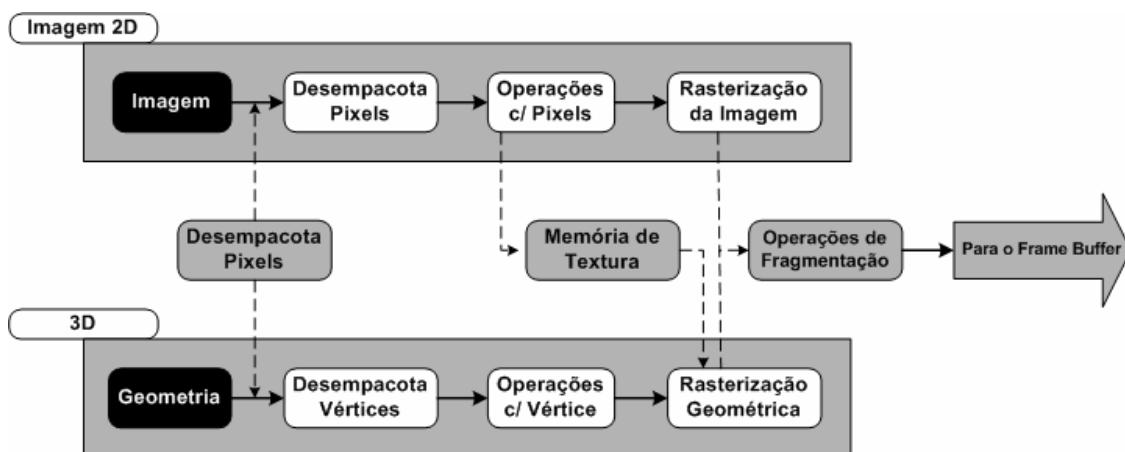 Imagem 2D
Imagem
Desempacota
Pixels
Operações
c/ Pixels
Rasterização
da Imagem
Desempacota
Pixels
Memória de
Textura
Operações de
Fragmentação
Para o Frame Buffer
3D
Geometria
Desempacota
Vértices
Operações
c/ Vértice
Rasterização
Geométrica